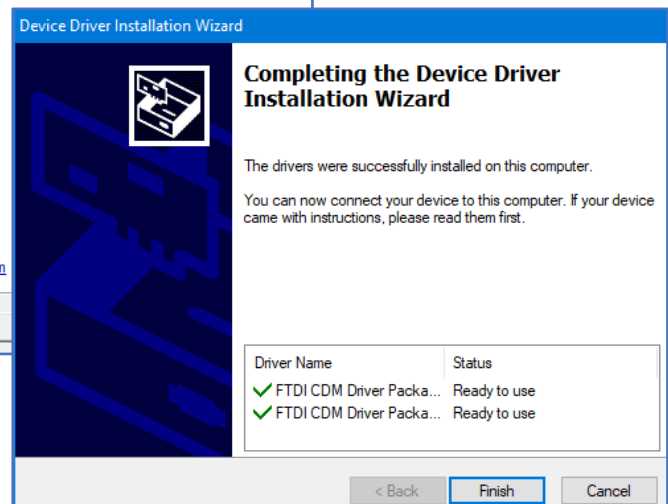 Device Driver Installation Wizard
Completing the Device Driver
Installation Wizard
The drivers were successfully installed on this computer.
You can now connect your device to this computer. If your device
came with instructions, please read them first.
Driver Name Status
FTDI CDM Driver Packa... Ready to use
FTDI CDM Driver Packa... Ready to use
< Back Finish Cancel